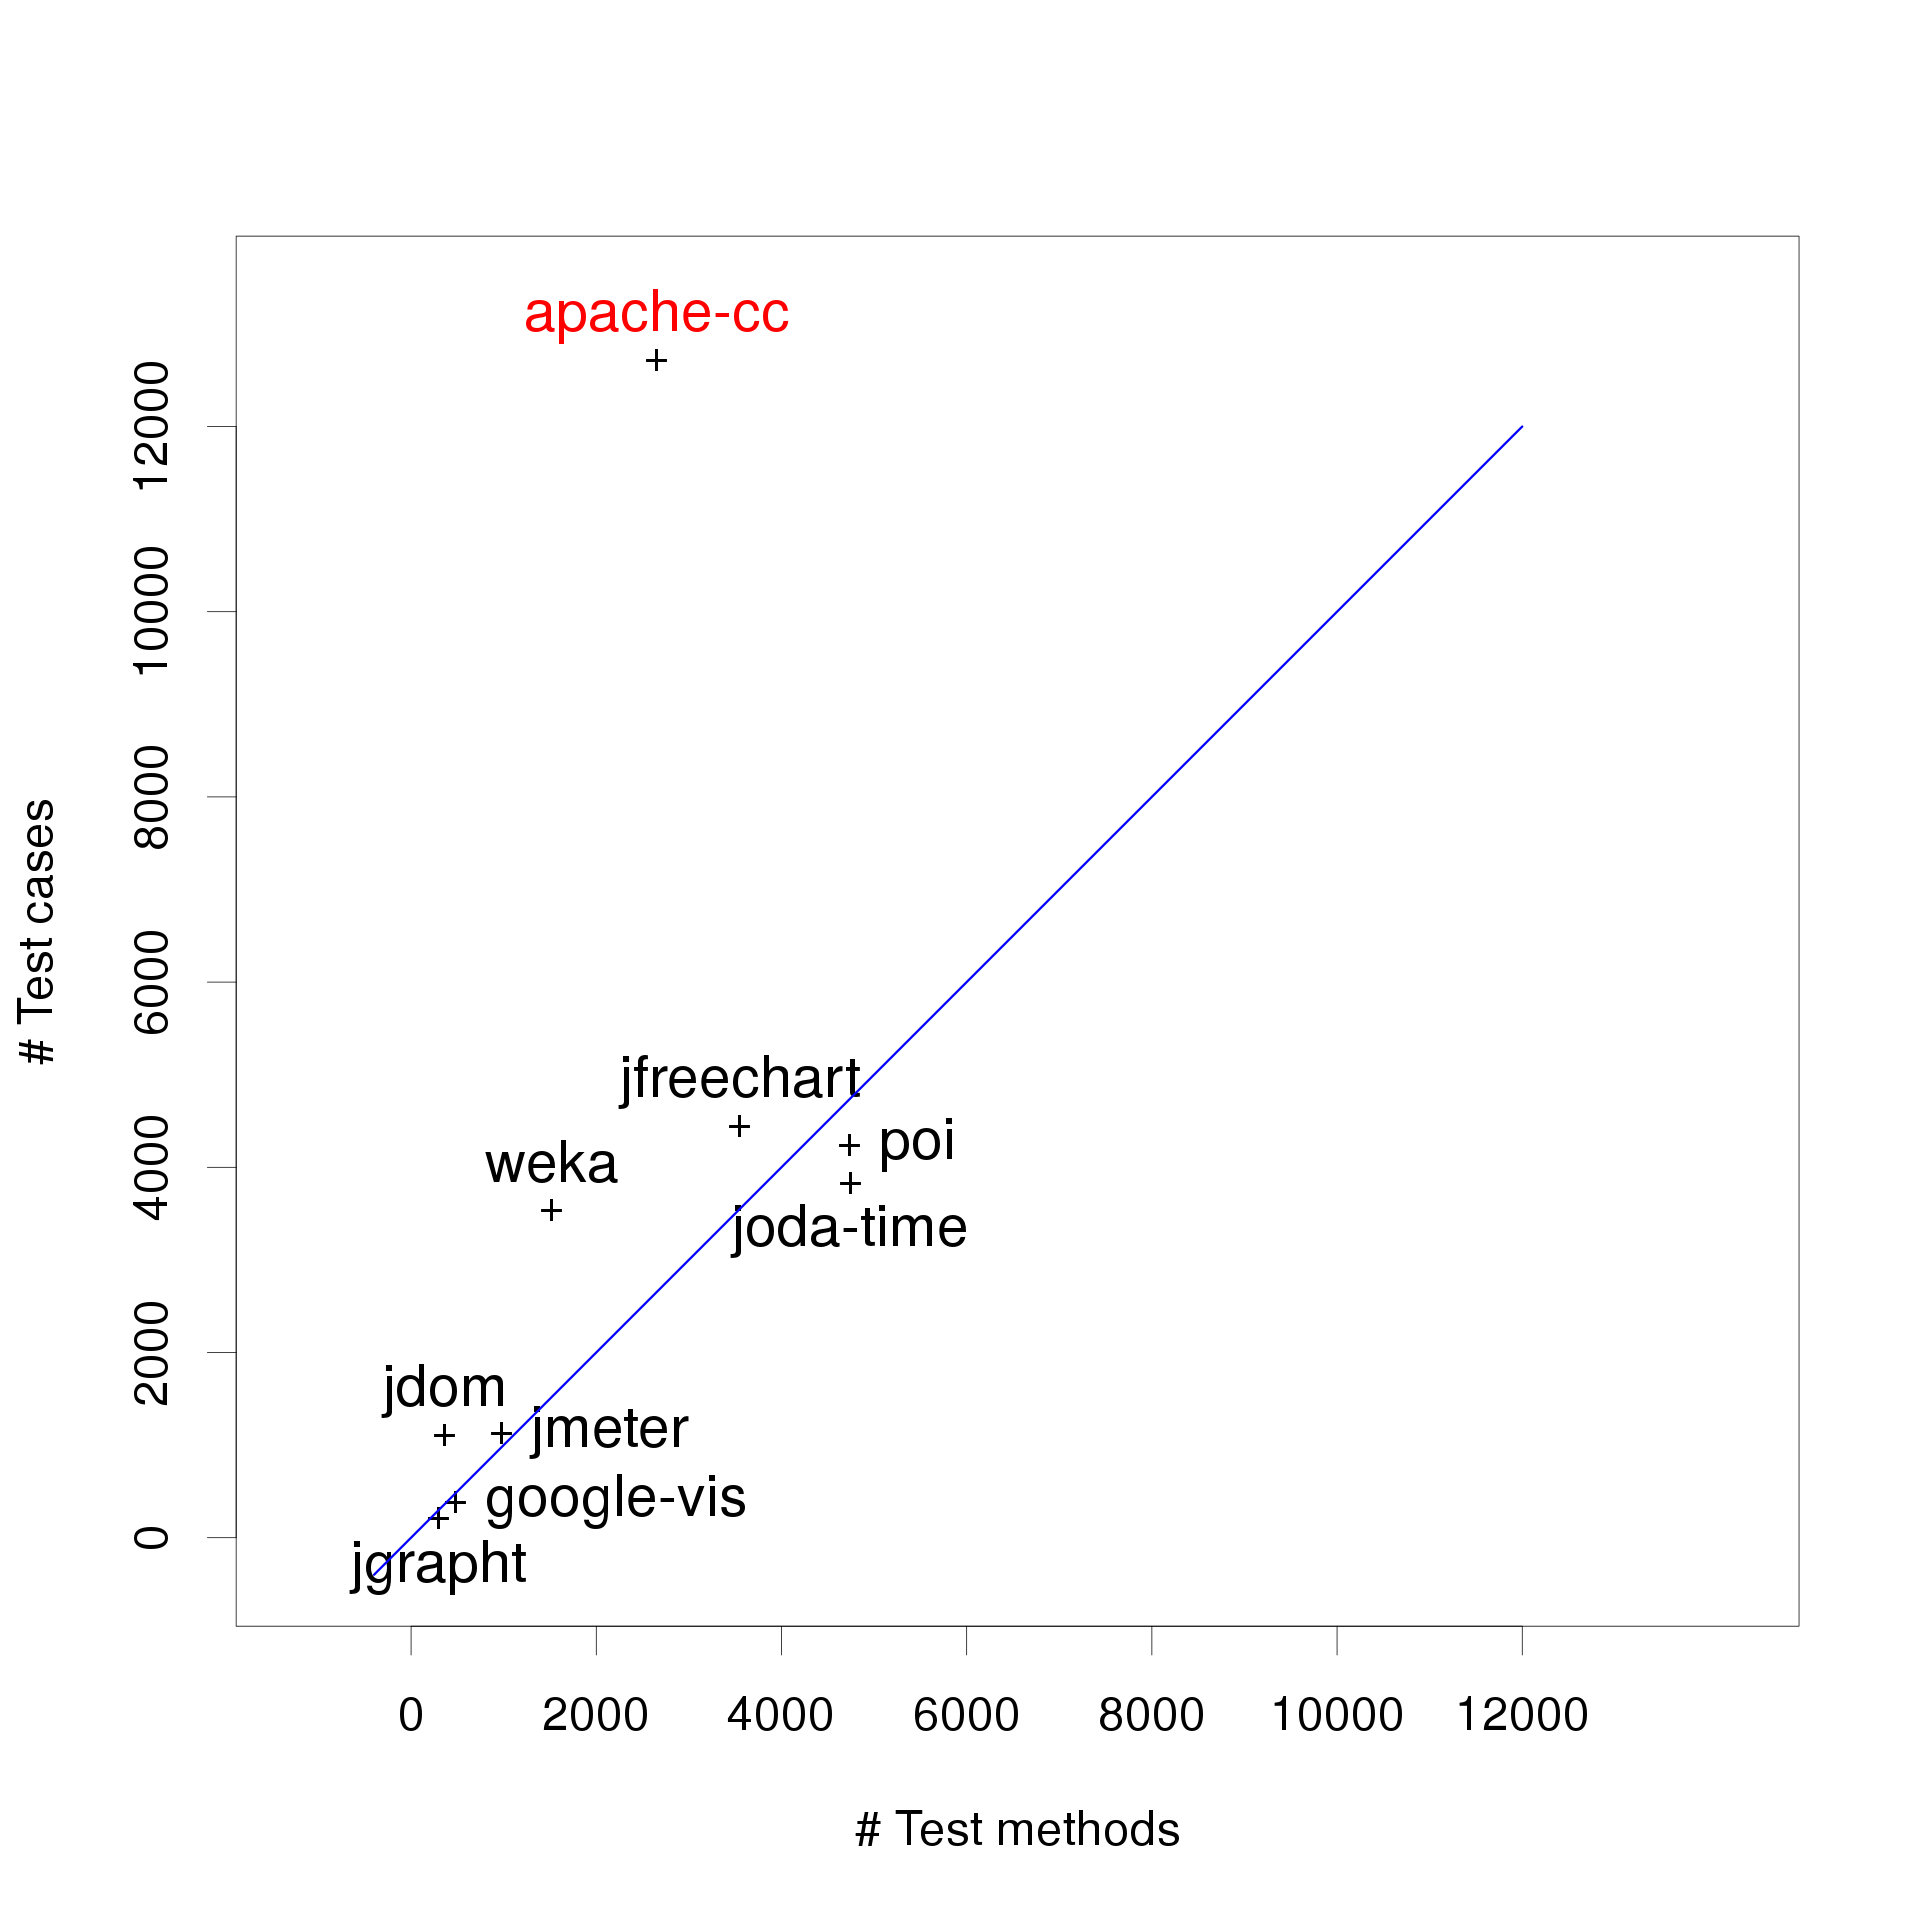 apache-cc
12000
10000
8000
6000
4000
2000
0
# Test cases
jfreechart
poi
weka
joda-time
jdom
jmeter
google-vis
jgrapht
0 2000 4000 6000 8000 10000 12000
# Test methods